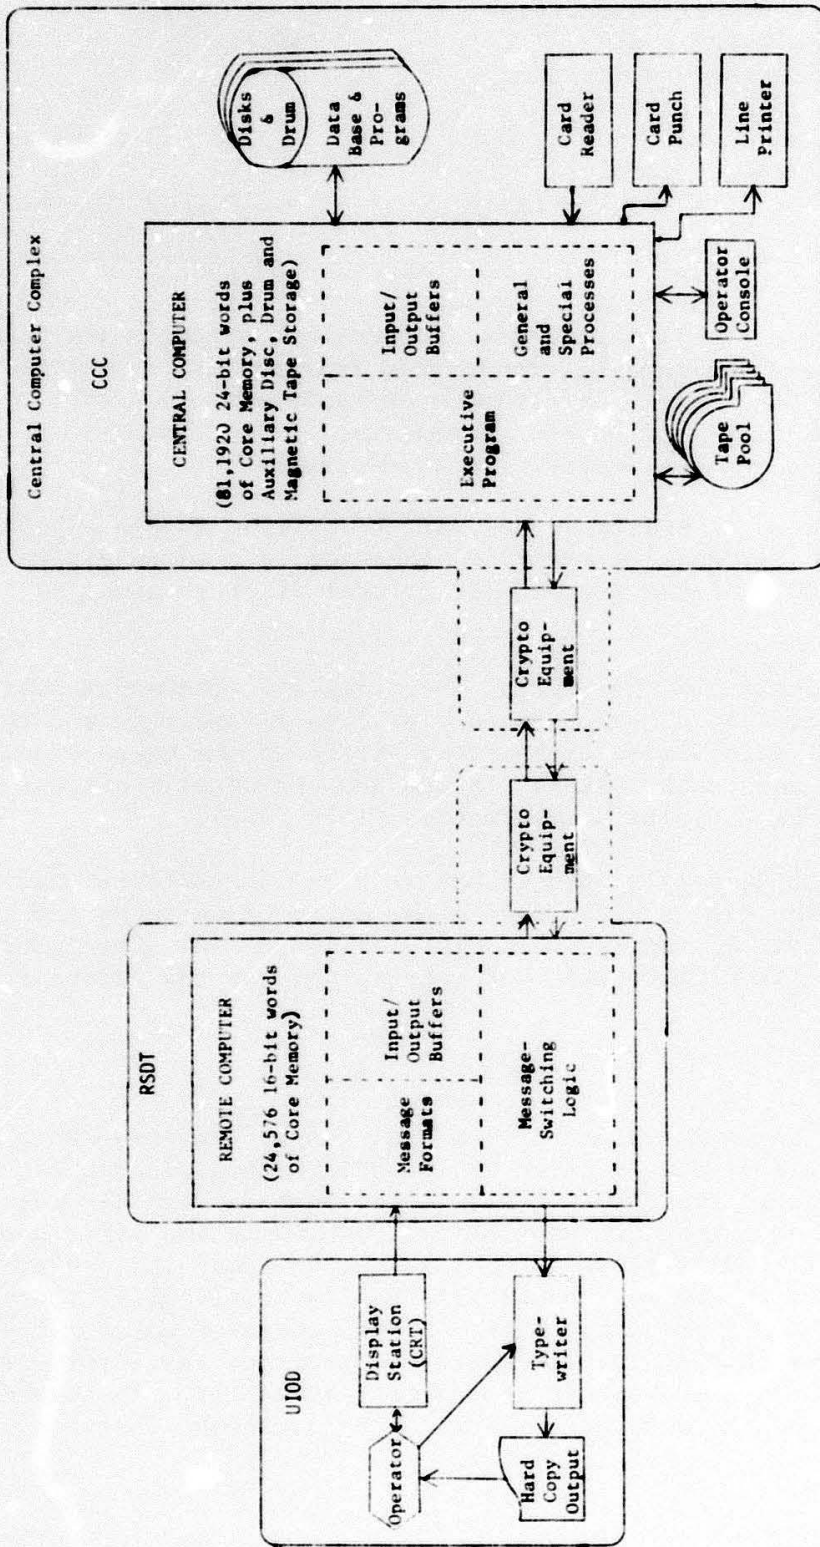 UIOD
Operator
Display
Station
(CRT)
Hard
Copy
Output
Type-
writer
RSDT
REMOTE COMPUTER
(24,576 16-bit words
of Core Memory)
Message
Formats
Input/
Output
Buffers
Message-
Switching
Logic
Crypto
Equip-
ment
Crypto
Equip-
ment
Central Computer Complex
CCC
CENTRAL COMPUTER
(81,1920 24-bit words
of Core Memory, plus
Auxiliary Disc, Drum and
Magnetic Tape Storage)
Executive
Program
Input/
Output
Buffers
General
and
Special
Processes
Disks
&
Drum
Data
Base &
Pro-
grams
Tape
Pool
Operator
Console
Card
Reader
Card
Punch
Line
Printer